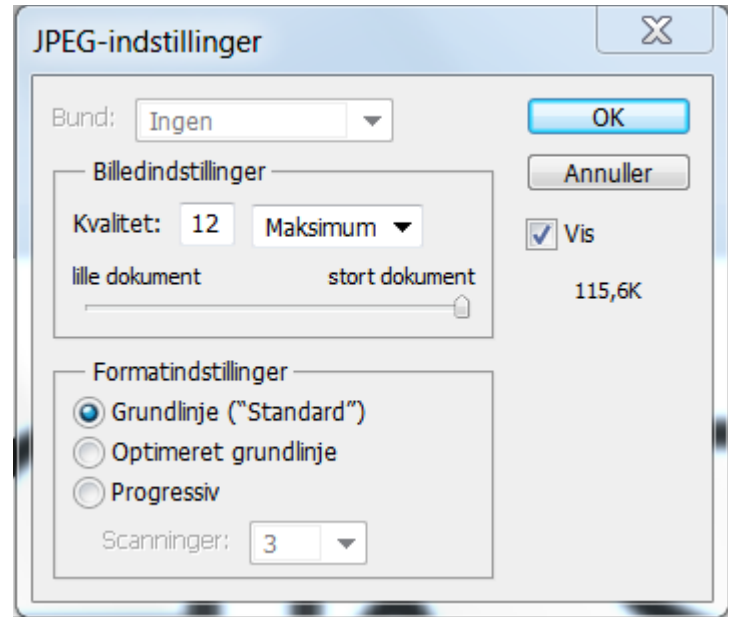 JPEG-indstillinger
Bund: Ingen
OK
Billedindstillinger
Annuller
Kvalitet: 12 Maksimum
Vis
lille dokument stort dokument
115,6K
Formatindstillinger
Grundlinje (“Standard”)
Optimeret grundlinje
Progressiv
Scanninger: 3